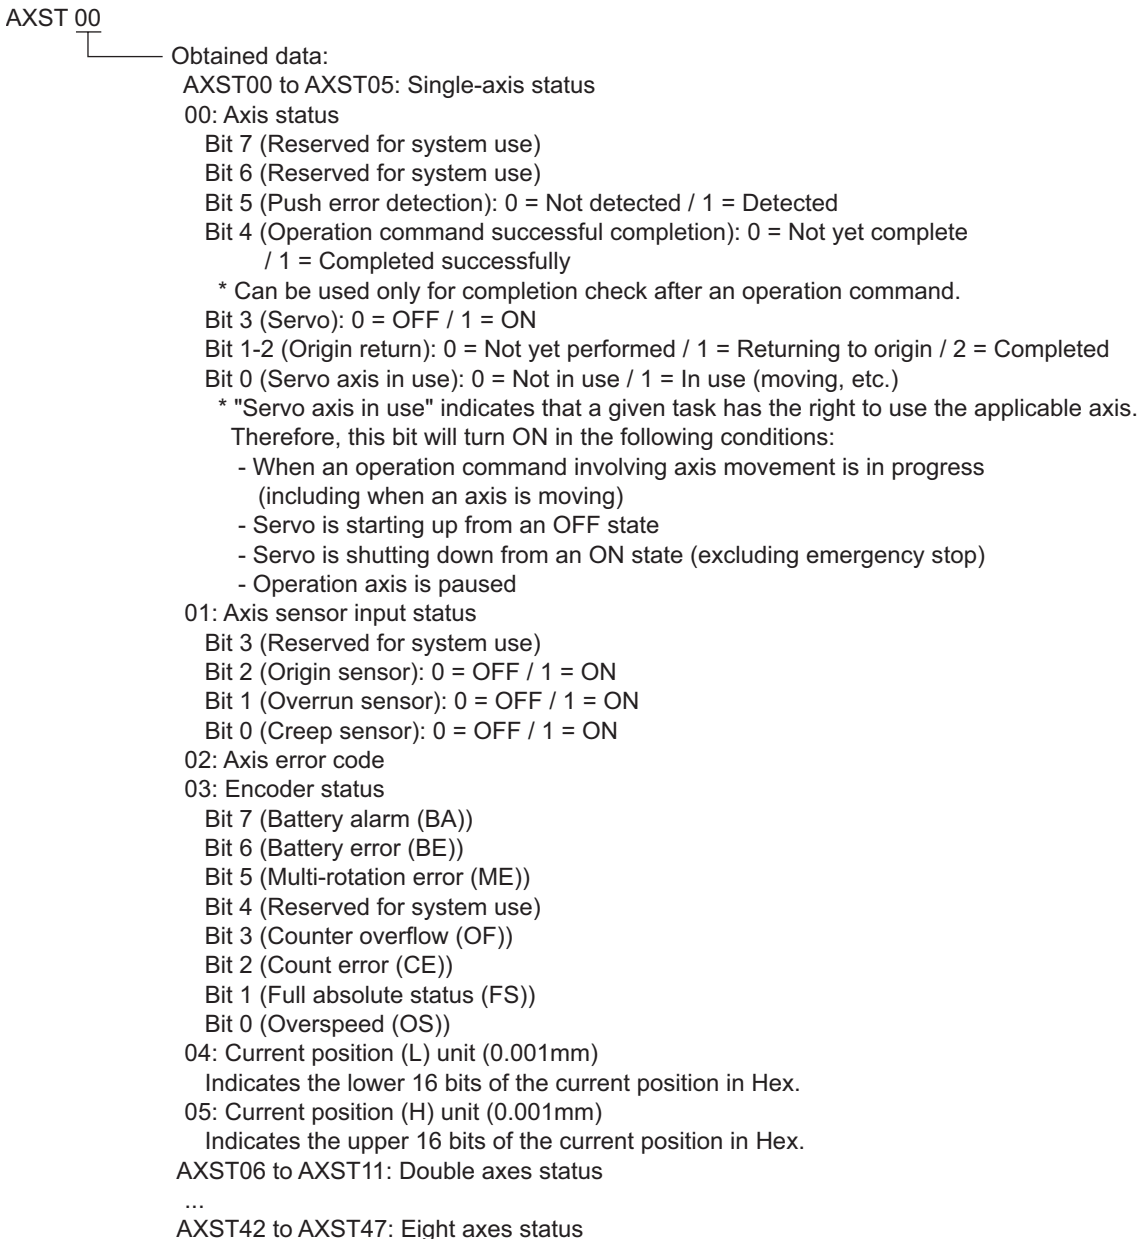 AXST 00
Obtained data:
AXST00 to AXST05: Single-axis status
00: Axis status
Bit 7 (Reserved for system use)
Bit 6 (Reserved for system use)
Bit 5 (Push error detection): 0 = Not detected / 1 = Detected
Bit 4 (Operation command successful completion): 0 = Not yet complete
/ 1 = Completed successfully
* Can be used only for completion check after an operation command.
Bit 3 (Servo): 0 = OFF / 1 = ON
Bit 1-2 (Origin return): 0 = Not yet performed / 1 = Returning to origin / 2 = Completed
Bit 0 (Servo axis in use): 0 = Not in use / 1 = In use (moving, etc.)
* "Servo axis in use" indicates that a given task has the right to use the applicable axis.
Therefore, this bit will turn ON in the following conditions:
- When an operation command involving axis movement is in progress
(including when an axis is moving)
- Servo is starting up from an OFF state
- Servo is shutting down from an ON state (excluding emergency stop)
- Operation axis is paused
01: Axis sensor input status
Bit 3 (Reserved for system use)
Bit 2 (Origin sensor): 0 = OFF / 1 = ON
Bit 1 (Overrun sensor): 0 = OFF / 1 = ON
Bit 0 (Creep sensor): 0 = OFF / 1 = ON
02: Axis error code
03: Encoder status
Bit 7 (Battery alarm (BA))
Bit 6 (Battery error (BE))
Bit 5 (Multi-rotation error (ME))
Bit 4 (Reserved for system use)
Bit 3 (Counter overflow (OF))
Bit 2 (Count error (CE))
Bit 1 (Full absolute status (FS))
Bit 0 (Overspeed (OS))
04: Current position (L) unit (0.001mm)
Indicates the lower 16 bits of the current position in Hex.
05: Current position (H) unit (0.001mm)
Indicates the upper 16 bits of the current position in Hex.
AXST06 to AXST11: Double axes status
...
AXST42 to AXST47: Eight axes status